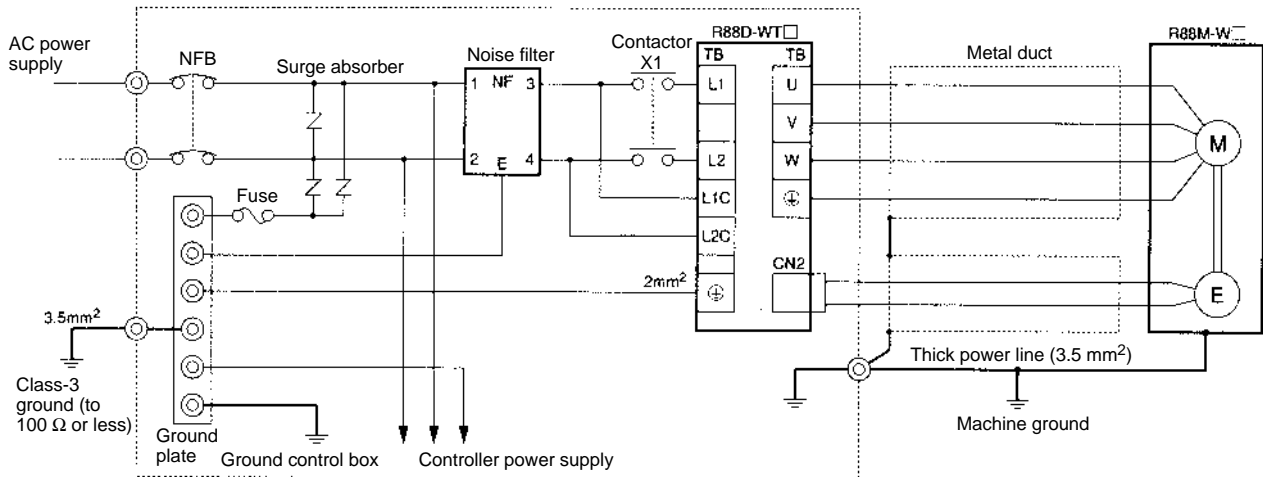 R88D-WT□
R88M-W□
AC power
supply
NFB
Surge absorber
Noise filter
Contactor
X1
Metal duct
TB
TB
1
NF
3
2
E
4
L1
L2
L1C
L2C
U
V
W
CN2
M
E
Fuse
2mm²
3.5mm²
Class-3
ground (to
100 Ω or less)
Ground
plate
Ground control box
Controller power supply
Thick power line (3.5 mm²)
Machine ground